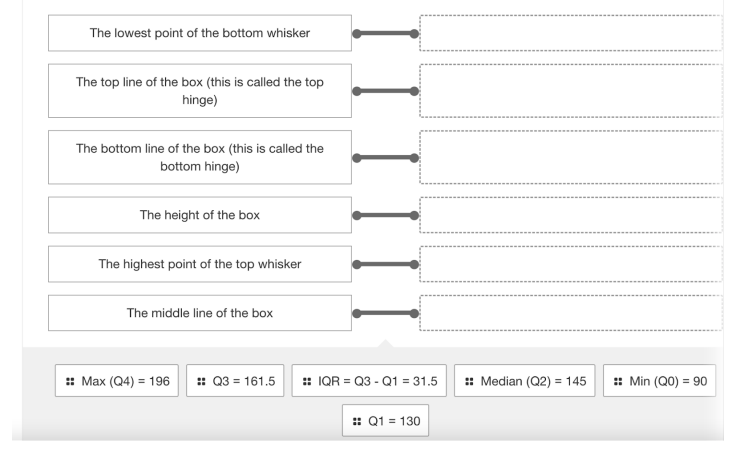 The lowest point of the bottom whisker
The top line of the box (this is called the top
hinge)
The bottom line of the box (this is called the
bottom hinge)
The height of the box
The highest point of the top whisker
The middle line of the box
Max (Q4) = 196
Q3 = 161.5
IQR = Q3 - Q1 = 31.5
Median (Q2) = 145
Min (Q0) = 90
Q1 = 130